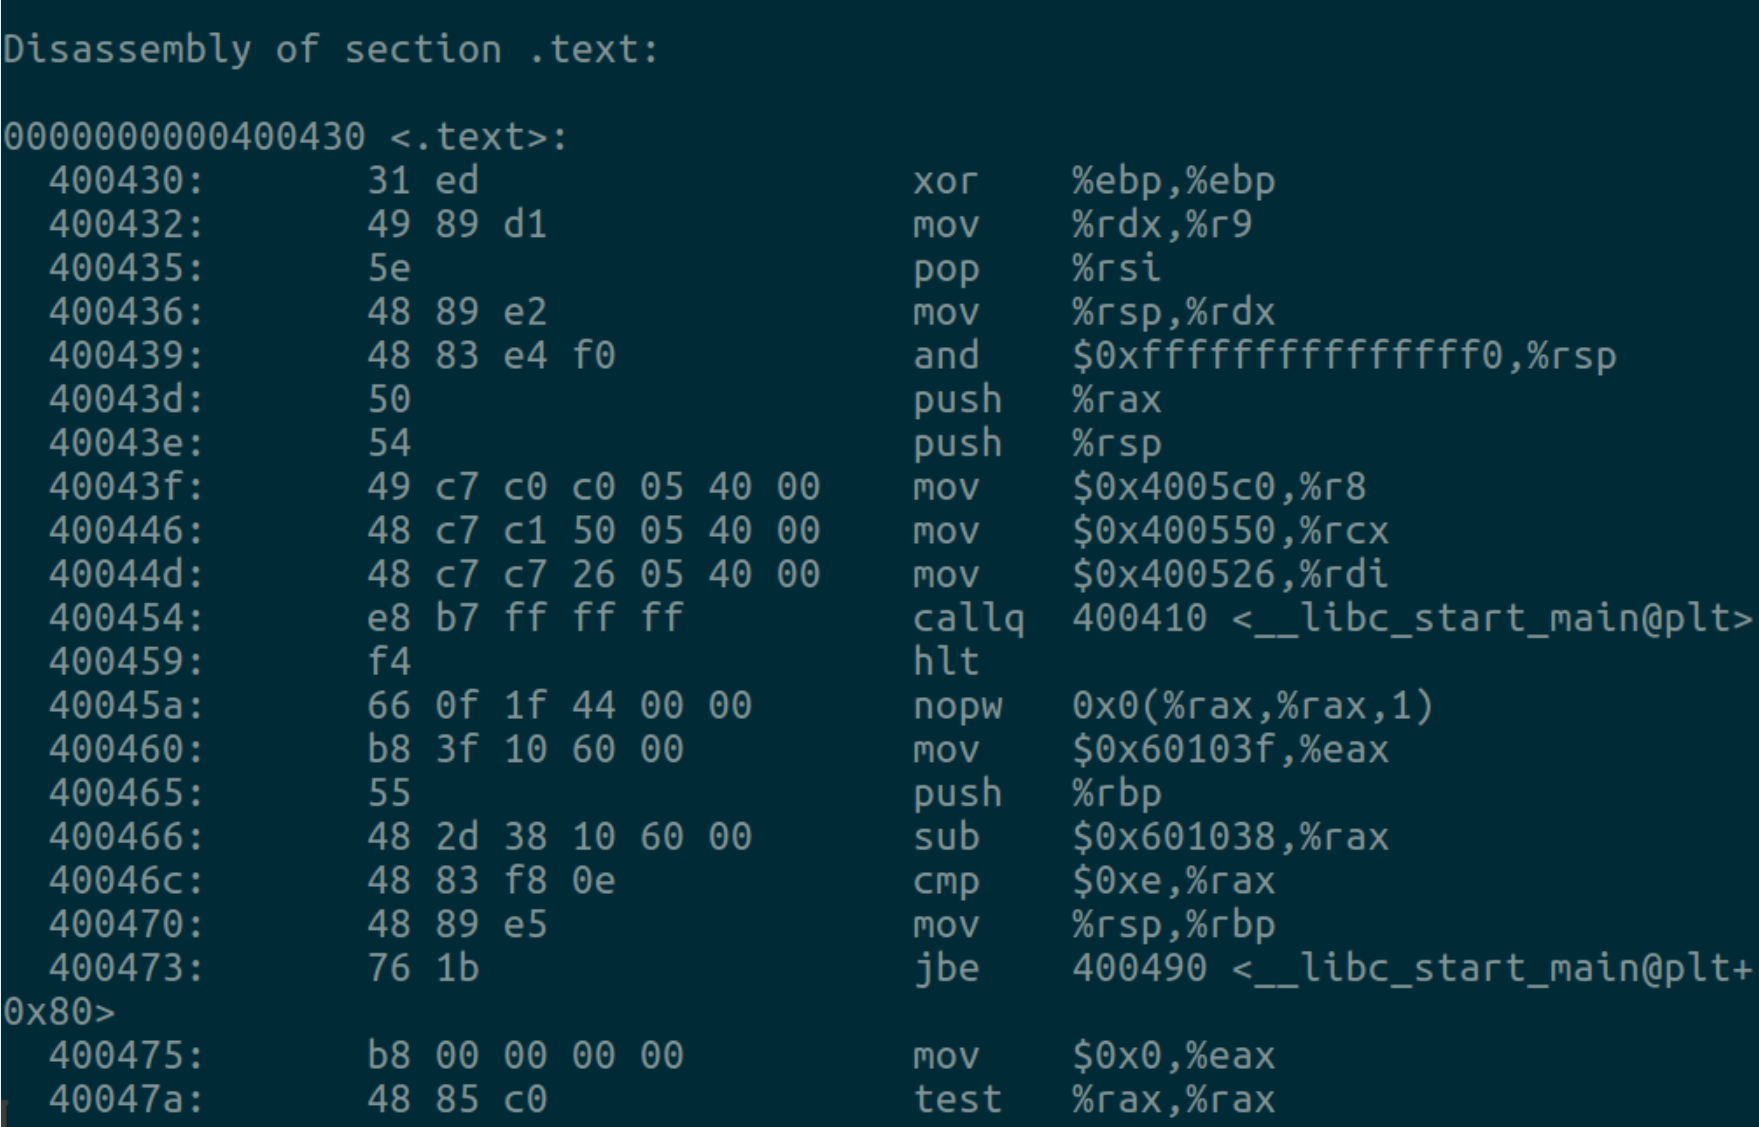 Disassembly of section .text:
0000000000400430 <.text>:
400430: 31 ed xor %ebp,%ebp
400432: 49 89 d1 mov %rdx,%r9
400435: 5e pop %rsi
400436: 48 89 e2 mov %rsp,%rdx
400439: 48 83 e4 f0 and $0xfffffffffffffff0,%rsp
40043d: 50 push %rax
40043e: 54 push %rsp
40043f: 49 c7 c0 c0 05 40 00 mov $0x4005c0,%r8
400446: 48 c7 c1 50 05 40 00 mov $0x400550,%rcx
40044d: 48 c7 c7 26 05 40 00 mov $0x400526,%rdi
400454: e8 b7 ff ff ff callq 400410 <__libc_start_main@plt>
400459: f4 hlt
40045a: 66 0f 1f 44 00 00 nopw 0x0(%rax,%rax,1)
400460: b8 3f 10 60 00 mov $0x60103f,%eax
400465: 55 push %rbp
400466: 48 2d 38 10 60 00 sub $0x601038,%rax
40046c: 48 83 f8 0e cmp $0xe,%rax
400470: 48 89 e5 mov %rsp,%rbp
400473: 76 1b jbe 400490 <__libc_start_main@plt+
0x80>
400475: b8 00 00 00 00 mov $0x0,%eax
40047a: 48 85 c0 test %rax,%rax